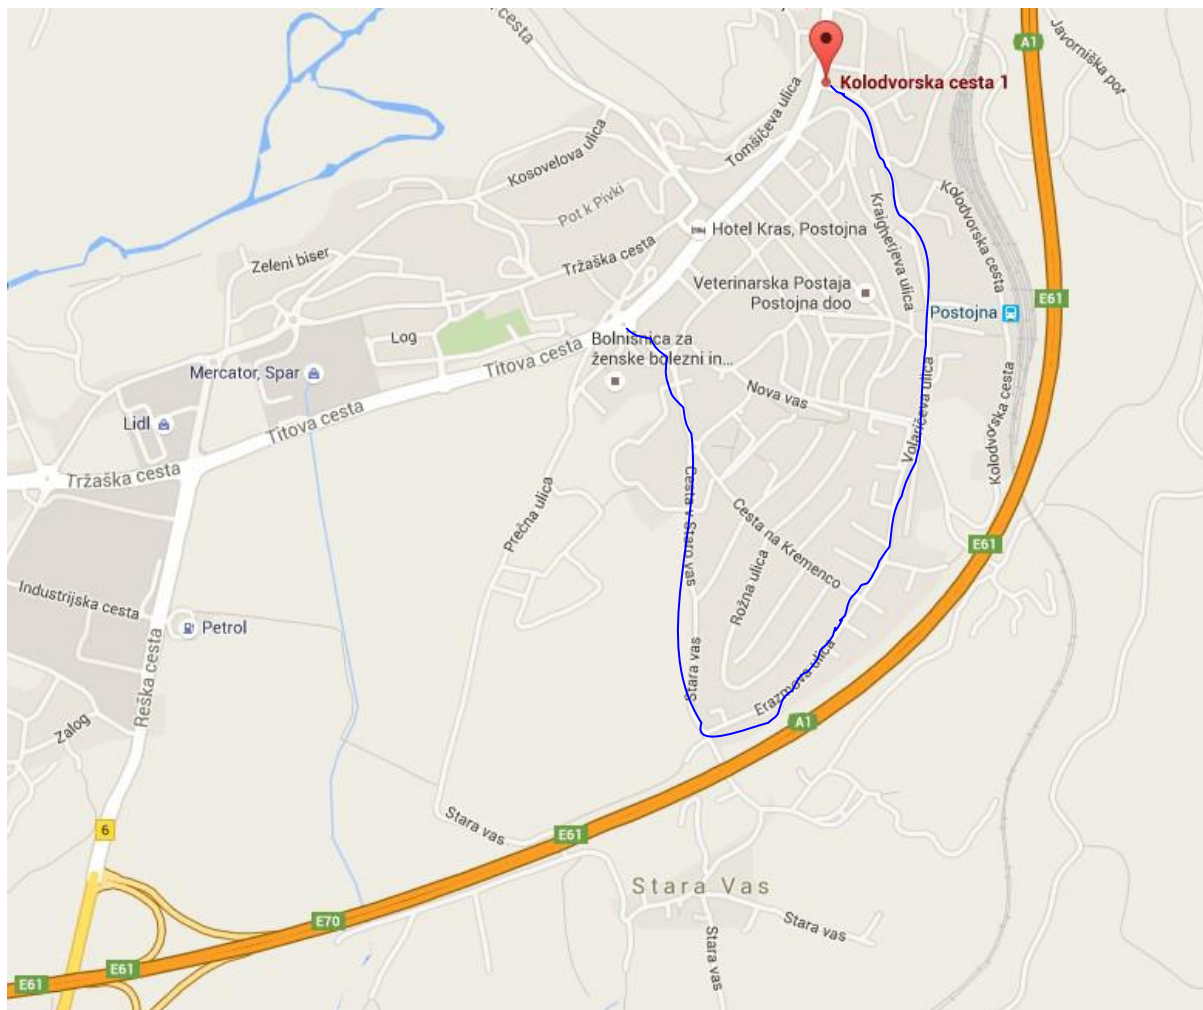 cesta
A1
Javorniška pot
Kolodvorska cesta 1
Tomšičeva ulica
Kosovelova ulica
Pot k Pivki
Kolodvorska cesta
Kraigherjeva ulica
Hotel Kras, Postojna
Zeleni biser
Tržaška cesta
Veterinarska Postaja
Postojna doo
E61
Postojna
Log
Bolnišnica za
ženske bolezni in...
Titova cesta
Mercator, Spar
Nova vas
Volaričeva ulica
Kolodvorska cesta
Lidl
Titova cesta
Tržaška cesta
Cesta v Staro vas
Prečna ulica
Cesta na Kremenco
E61
Rožna ulica
Industrijska cesta
Petrol
Reška cesta
Stara vas
Erazmova ulica
Zalog
A1
Stara vas
6
E61
Stara Vas
E70
Stara vas
Stara vas
E61
E61